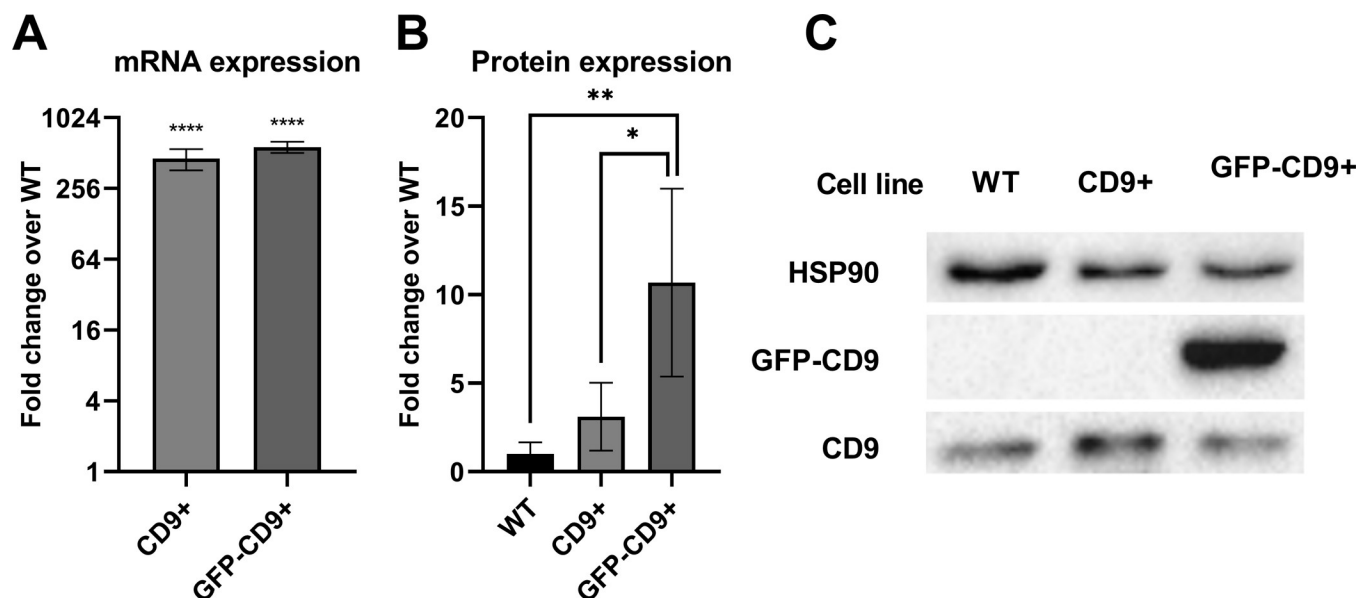 A
mRNA expression
Fold change over WT
1024
256
64
16
4
1
****
****
CD9+
GFP-CD9+
B
Protein expression
Fold change over WT
20
15
10
5
0
**
*
WT
CD9+
GFP-CD9+
C
Cell line WT CD9+ GFP-CD9+
HSP90
GFP-CD9
CD9